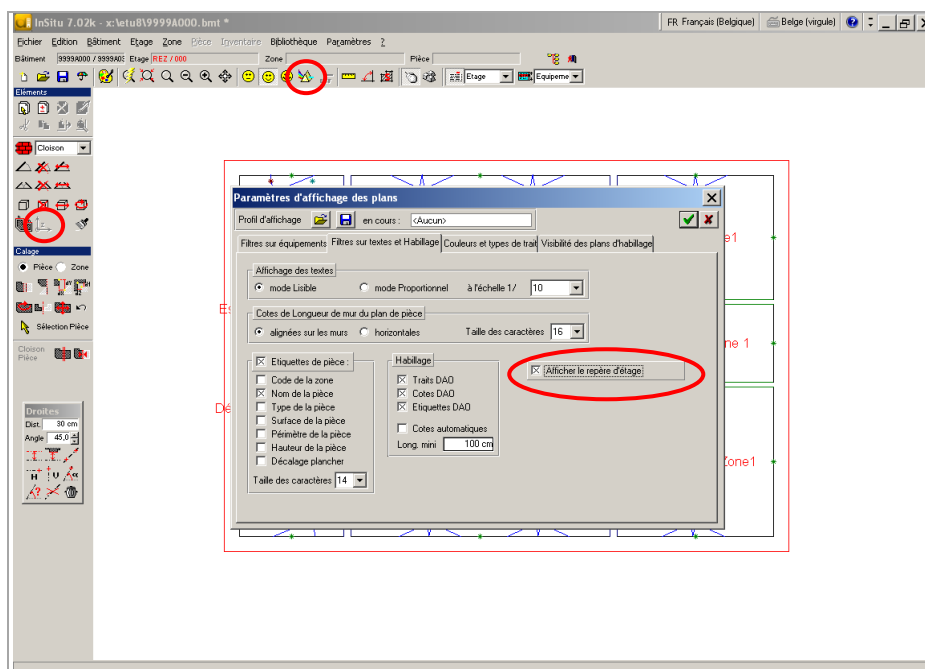 InSitu 7.02k - x:\etu8\9999A000.bmt *
FR Français (Belgique) Belge (virgule)
Fichier Edition Bâtiment Etage Zone Pièce Inventaire Bibliothèque Paramètres ?
Bâtiment 9999A000 / 9999A0 Etage REZ / 000 Zone Pièce
Etage Equipeme
Eléments
Cloison
Calage
Pièce Zone
Sélection Pièce
Cloison
Pièce
Droites
Dist. 30 cm
Angle 45,0
H U
Paramètres d'affichage des plans
Profil d'affichage en cours : <Aucun>
Filtres sur équipements Filtres sur textes et Habillage Couleurs et types de trait Visibilité des plans d'habillage
Affichage des textes
mode Lisible mode Proportionnel à l'échelle 1/ 10
Cotes de Longueur de mur du plan de pièce
alignées sur les murs horizontales Taille des caractères 16
Etiquettes de pièce :
Code de la zone
Nom de la pièce
Type de la pièce
Surface de la pièce
Périmètre de la pièce
Hauteur de la pièce
Décalage plancher
Taille des caractères 14
Habillage
Traits DAO
Cotes DAO
Etiquettes DAO
Cotes automatiques
Long. mini 100 cm
Afficher le repère d'étage
e1
ne 1
Zone1
Dé